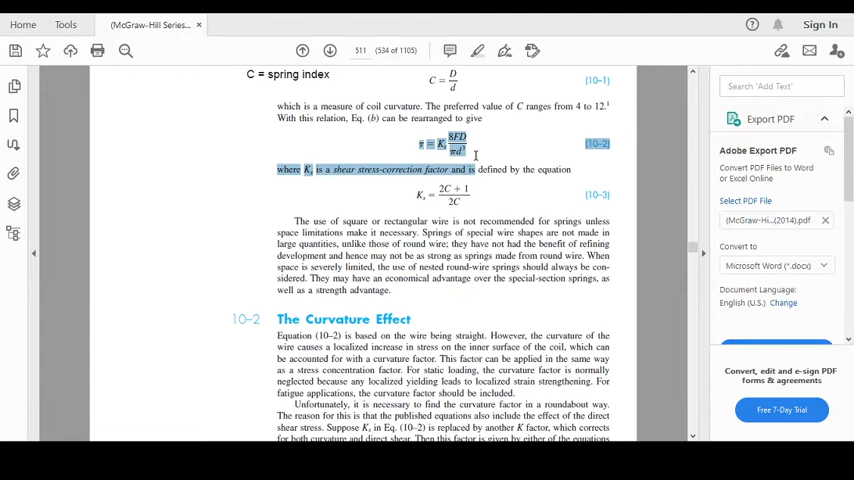 Home Tools (McGraw-Hill Series... × Sign In
511 (534 of 1105)
C = spring index
C = D/d (10–1)
which is a measure of coil curvature. The preferred value of C ranges from 4 to 12.¹
With this relation, Eq. (b) can be rearranged to give
τ = Kₛ 8FD/πd³ (10–2)
where Kₛ is a shear stress-correction factor and is defined by the equation
Kₛ = 2C + 1/2C (10–3)
The use of square or rectangular wire is not recommended for springs unless
space limitations make it necessary. Springs of special wire shapes are not made in
large quantities, unlike those of round wire; they have not had the benefit of refining
development and hence may not be as strong as springs made from round wire. When
space is severely limited, the use of nested round-wire springs should always be con-
sidered. They may have an economical advantage over the special-section springs, as
well as a strength advantage.
10–2 The Curvature Effect
Equation (10–2) is based on the wire being straight. However, the curvature of the
wire causes a localized increase in stress on the inner surface of the coil, which can
be accounted for with a curvature factor. This factor can be applied in the same way
as a stress concentration factor. For static loading, the curvature factor is normally
neglected because any localized yielding leads to localized strain strengthening. For
fatigue applications, the curvature factor should be included.
Unfortunately, it is necessary to find the curvature factor in a roundabout way.
The reason for this is that the published equations also include the effect of the direct
shear stress. Suppose Kₛ in Eq. (10–2) is replaced by another K factor, which corrects
for both curvature and direct shear. Then this factor is given by either of the equations
Search 'Add Text'
Export PDF
Adobe Export PDF
Convert PDF Files to Word
or Excel Online
Select PDF File
(McGraw-Hi...(2014).pdf ×
Convert to
Microsoft Word (*.docx)
Document Language:
English (U.S.) Change
Convert, edit and e-sign PDF
forms & agreements
Free 7-Day Trial